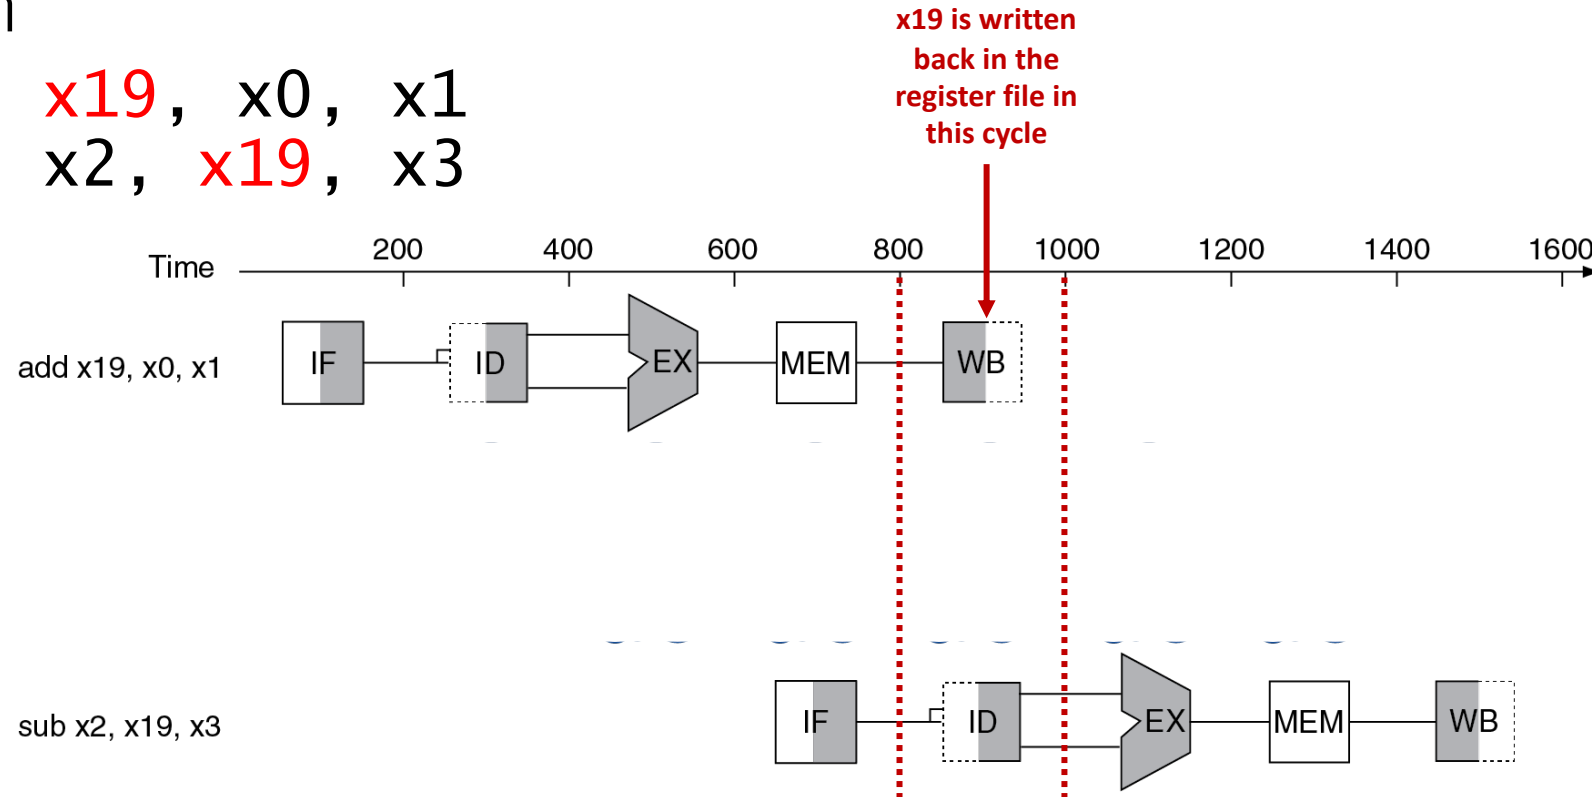 x19 is written
back in the
register file in
this cycle
x19, x0, x1
x2, x19, x3
Time 200 400 600 800 1000 1200 1400 1600
add x19, x0, x1 IF ID EX MEM WB
sub x2, x19, x3 IF ID EX MEM WB